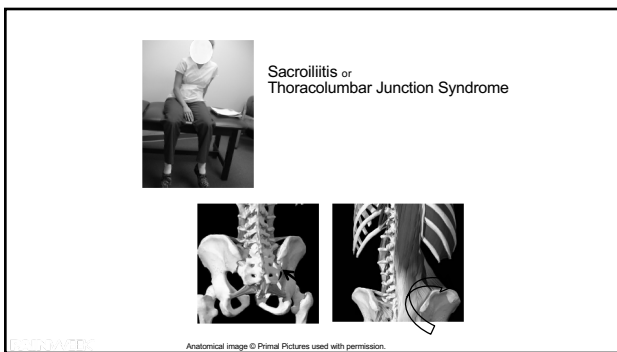 Sacroiliitis or
Thoracolumbar Junction Syndrome
Anatomical image © Primal Pictures used with permission.